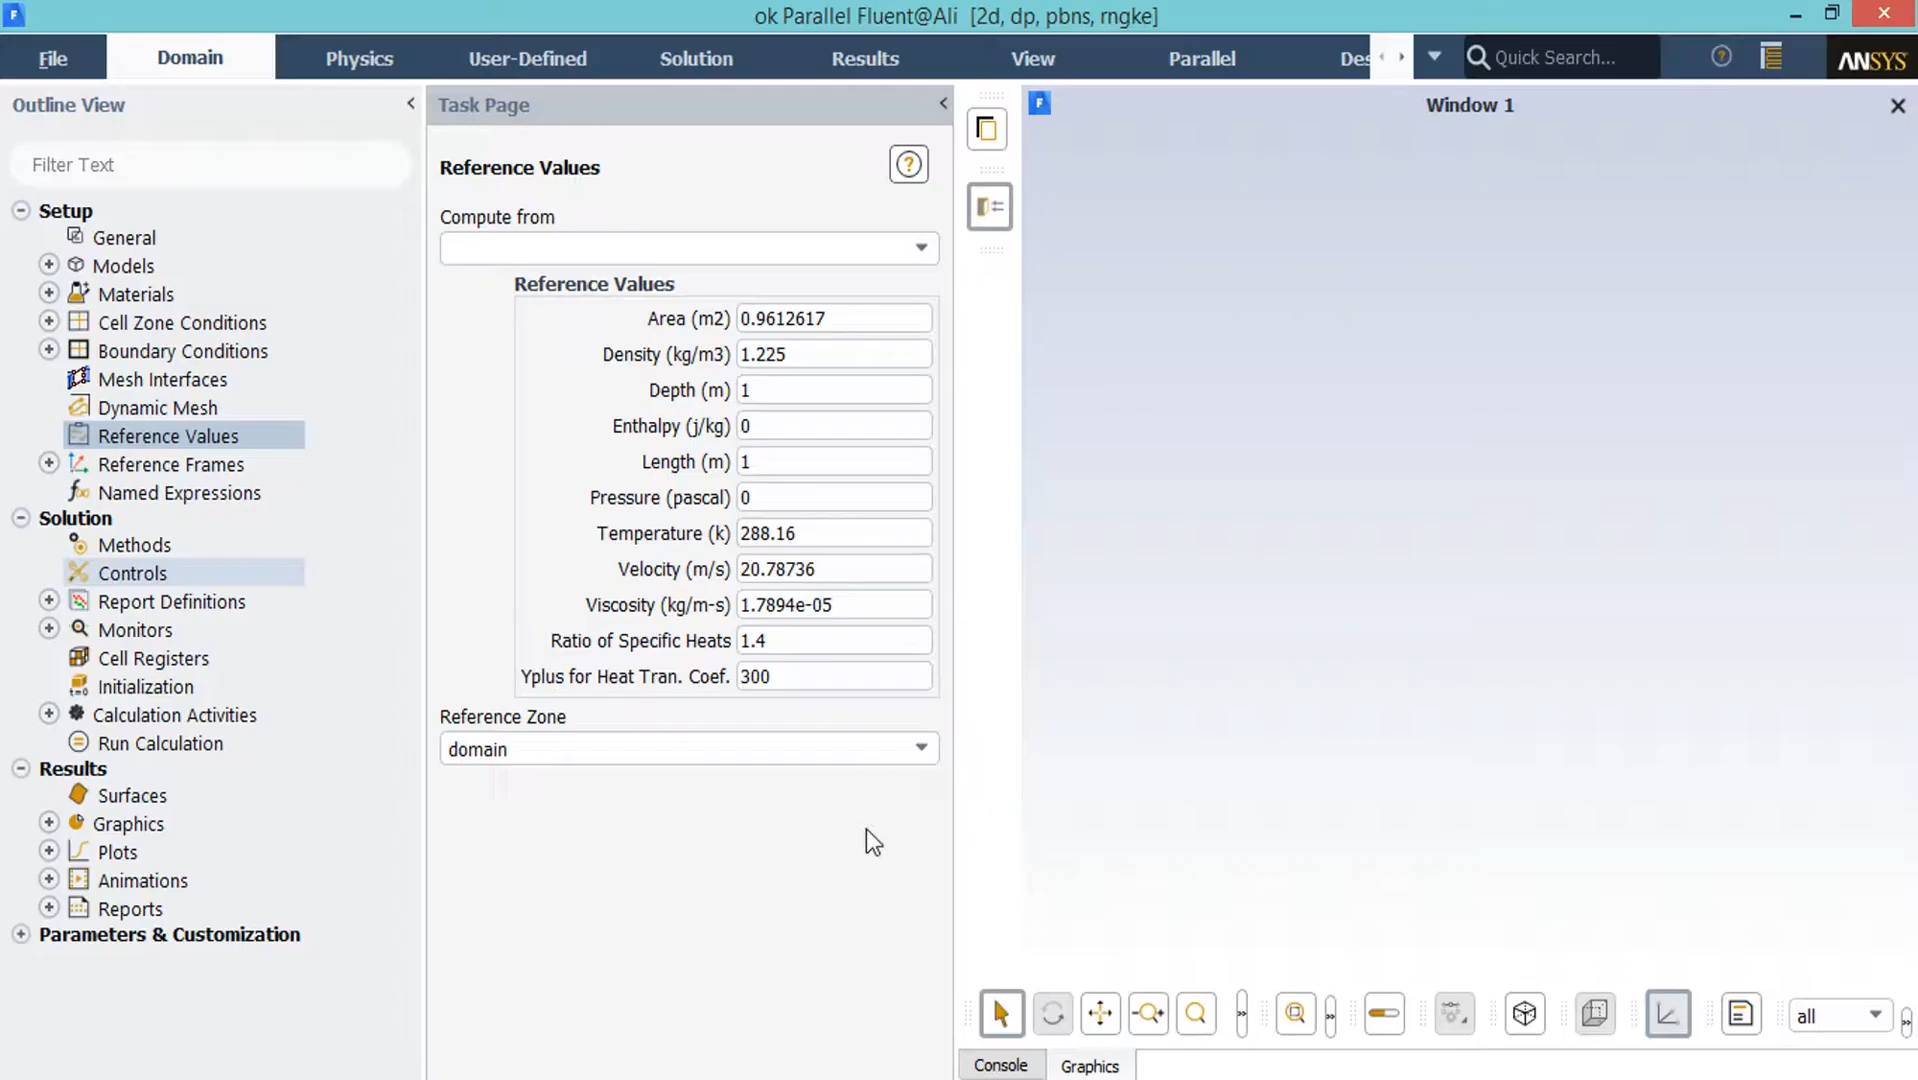 ok Parallel Fluent@Ali [2d, dp, pbns, rngke]
File Domain Physics User-Defined Solution Results View Parallel Des Quick Search... ANSYS
Outline View
Filter Text
Setup
General
Models
Materials
Cell Zone Conditions
Boundary Conditions
Mesh Interfaces
Dynamic Mesh
Reference Values
Reference Frames
Named Expressions
Solution
Methods
Controls
Report Definitions
Monitors
Cell Registers
Initialization
Calculation Activities
Run Calculation
Results
Surfaces
Graphics
Plots
Animations
Reports
Parameters & Customization
Task Page
Reference Values
Compute from
Reference Values
Area (m2) 0.9612617
Density (kg/m3) 1.225
Depth (m) 1
Enthalpy (j/kg) 0
Length (m) 1
Pressure (pascal) 0
Temperature (k) 288.16
Velocity (m/s) 20.78736
Viscosity (kg/m-s) 1.7894e-05
Ratio of Specific Heats 1.4
Yplus for Heat Tran. Coef. 300
Reference Zone
domain
Window 1
all
Console Graphics